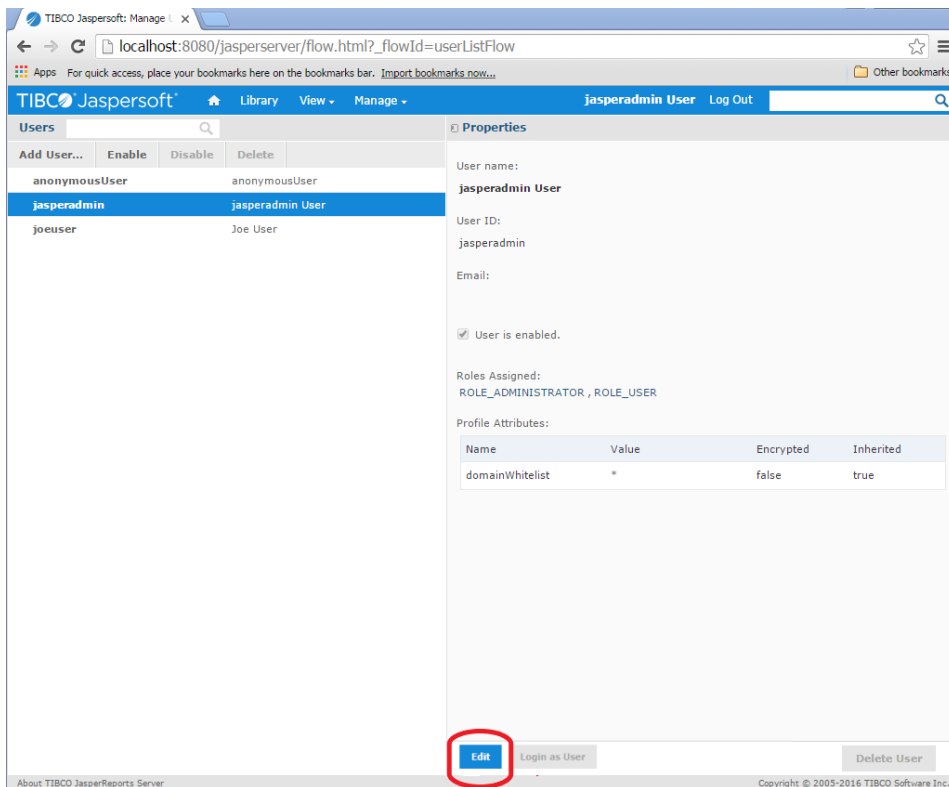 TIBCO Jaspersoft: Manage U x
localhost:8080/jasperserver/flow.html?_flowId=userListFlow
Apps For quick access, place your bookmarks here on the bookmarks bar. Import bookmarks now... Other bookmarks
TIBCO Jaspersoft Library View Manage jasperadmin User Log Out
Users
Add User... Enable Disable Delete
anonymousUser anonymousUser
jasperadmin jasperadmin User
joeuser Joe User
Properties
User name:
jasperadmin User
User ID:
jasperadmin
Email:
User is enabled.
Roles Assigned:
ROLE_ADMINISTRATOR , ROLE_USER
Profile Attributes:
Name Value Encrypted Inherited
domainWhitelist * false true
Edit Login as User Delete User
About TIBCO JasperReports Server Copyright © 2005-2016 TIBCO Software Inc.